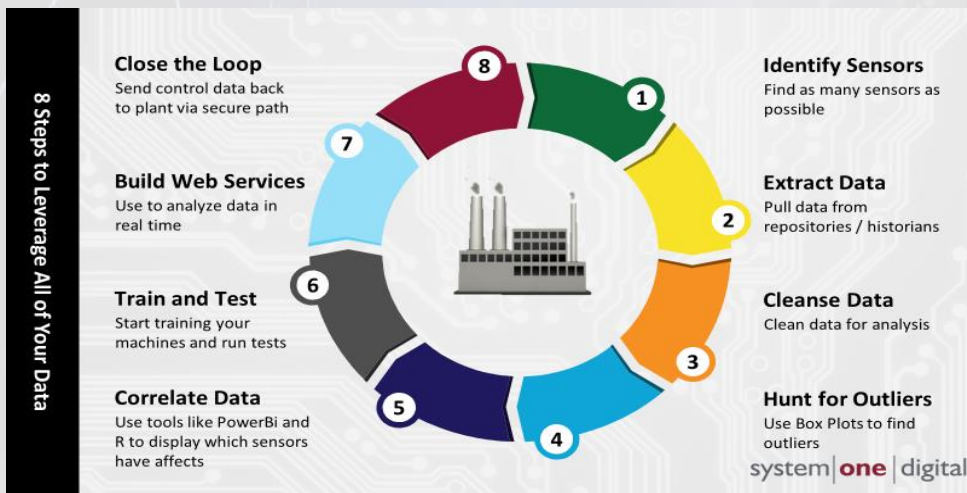 8 Steps to Leverage All of Your Data
1
Identify Sensors
Find as many sensors as
possible
2
Extract Data
Pull data from
repositories / historians
3
Cleanse Data
Clean data for analysis
4
Hunt for Outliers
Use Box Plots to find
outliers
5
Correlate Data
Use tools like PowerBi and
R to display which sensors
have affects
6
Train and Test
Start training your
machines and run tests
7
Build Web Services
Use to analyze data in
real time
8
Close the Loop
Send control data back
to plant via secure path
system|one|digital